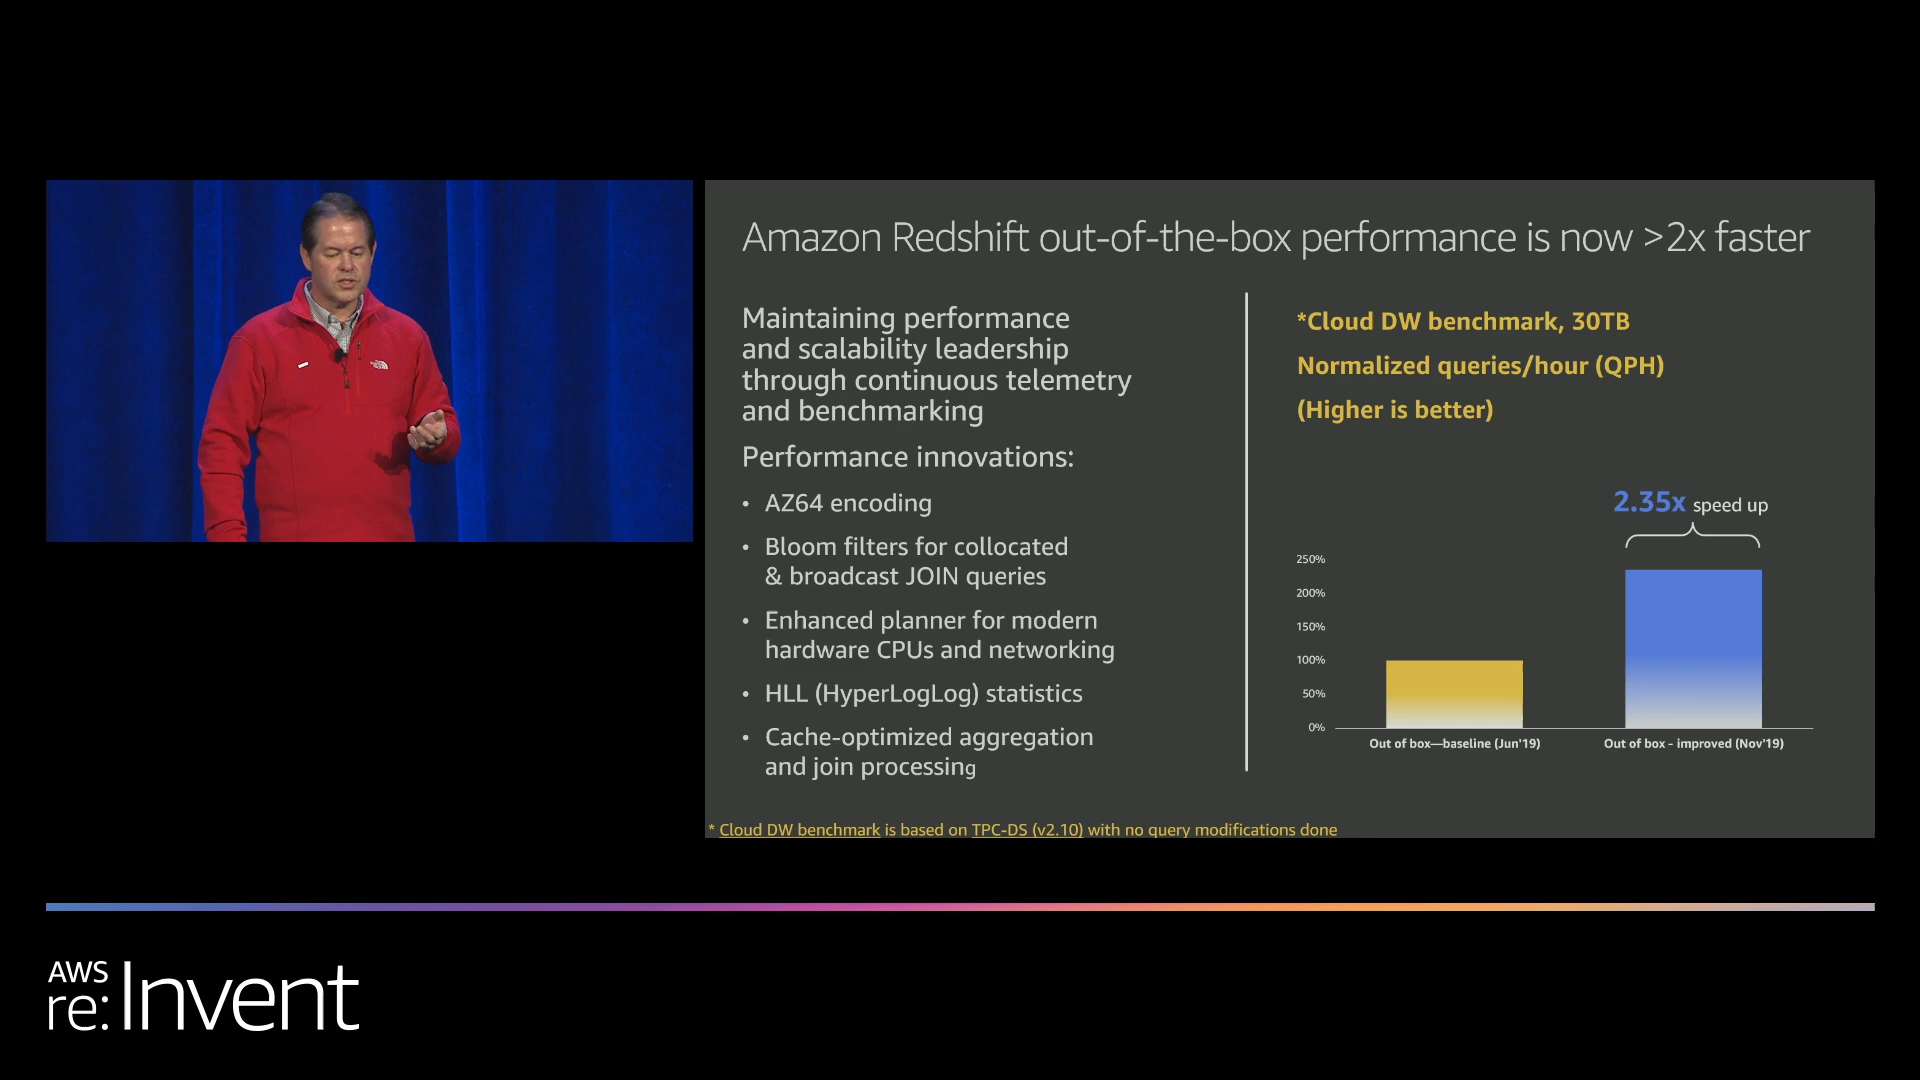 Amazon Redshift out-of-the-box performance is now >2x faster
Maintaining performance
and scalability leadership
through continuous telemetry
and benchmarking
Performance innovations:
• AZ64 encoding
• Bloom filters for collocated
& broadcast JOIN queries
• Enhanced planner for modern
hardware CPUs and networking
• HLL (HyperLogLog) statistics
• Cache-optimized aggregation
and join processing
*Cloud DW benchmark, 30TB
Normalized queries/hour (QPH)
(Higher is better)
2.35x speed up
250%
200%
150%
100%
50%
0%
Out of box—baseline (Jun'19)
Out of box - improved (Nov'19)
* Cloud DW benchmark is based on TPC-DS (v2.10) with no query modifications done
AWS
re:Invent